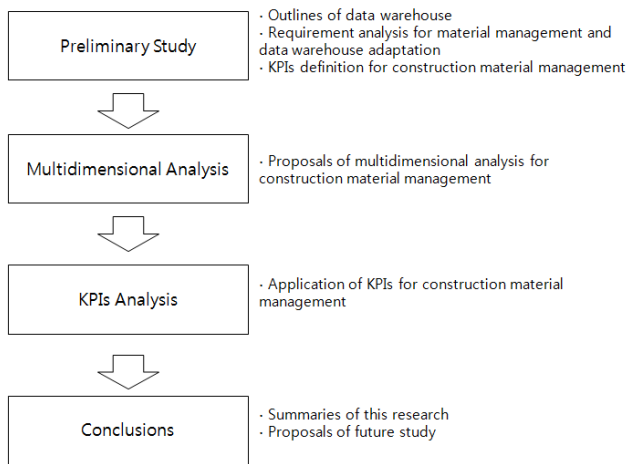 Preliminary Study
· Outlines of data warehouse
· Requirement analysis for material management and
data warehouse adaptation
· KPIs definition for construction material management
Multidimensional Analysis
· Proposals of multidimensional analysis for
construction material management
KPIs Analysis
· Application of KPIs for construction material
management
Conclusions
· Summaries of this research
· Proposals of future study